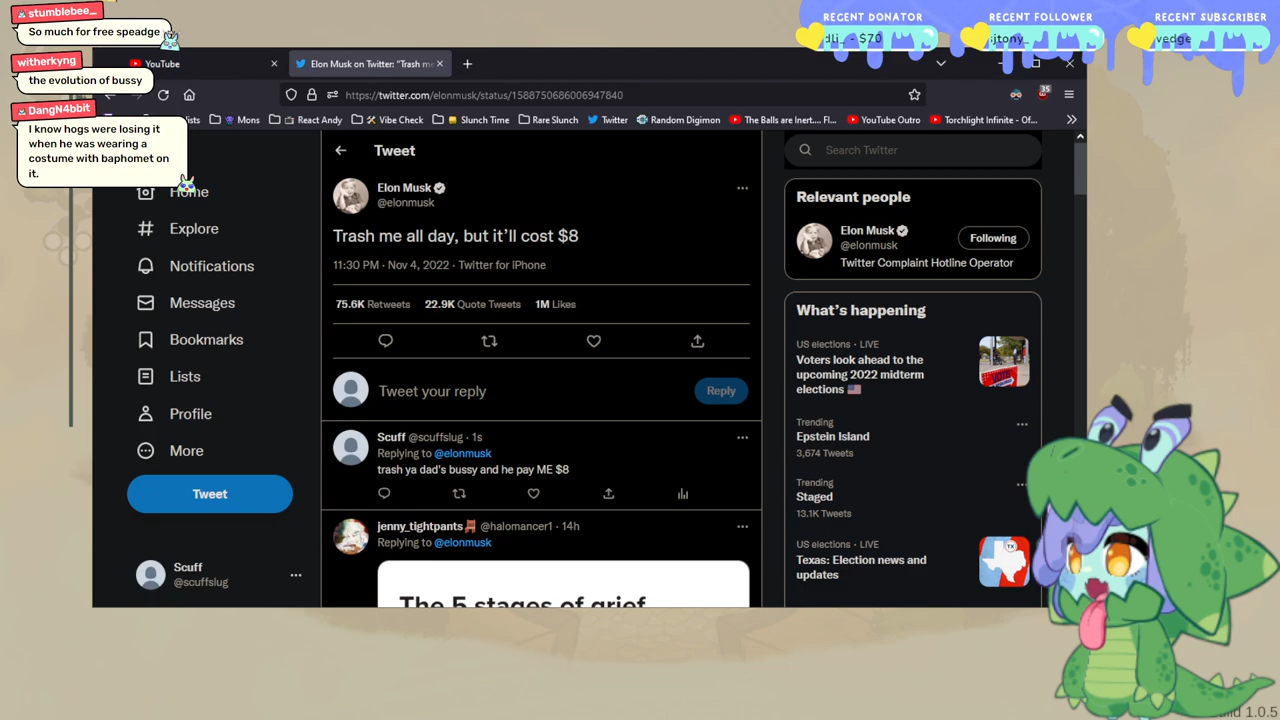 stumblebee_
So much for free speadge
witherkyng
the evolution of bussy
DangN4bbit
I know hogs were losing it
when he was wearing a
costume with baphomet on
it.
RECENT DONATOR
dli_ - $70
RECENT FOLLOWER
jtony_
RECENT SUBSCRIBER
vedge
YouTube
Elon Musk on Twitter: "Trash me
https://twitter.com/elonmusk/status/1588750686006947840
35
Mons
React Andy
Vibe Check
Slunch Time
Rare Slunch
Twitter
Random Digimon
The Balls are Inert... Fl...
YouTube Outro
Torchlight Infinite - Of...
Home
Explore
Notifications
Messages
Bookmarks
Lists
Profile
More
Tweet
Scuff
@scuffslug
Tweet
Elon Musk
@elonmusk
Trash me all day, but it'll cost $8
11:30 PM · Nov 4, 2022 · Twitter for iPhone
75.6K Retweets 22.9K Quote Tweets 1M Likes
Tweet your reply
Reply
Scuff @scuffslug · 1s
Replying to @elonmusk
trash ya dad's bussy and he pay ME $8
jenny_tightpants @halomancer1 · 14h
Replying to @elonmusk
The 5 stages of grief
Search Twitter
Relevant people
Elon Musk
@elonmusk
Following
Twitter Complaint Hotline Operator
What's happening
US elections · LIVE
Voters look ahead to the
upcoming 2022 midterm
elections
Trending
Epstein Island
3,674 Tweets
Trending
Staged
13.1K Tweets
US elections · LIVE
Texas: Election news and
updates
1.0.5